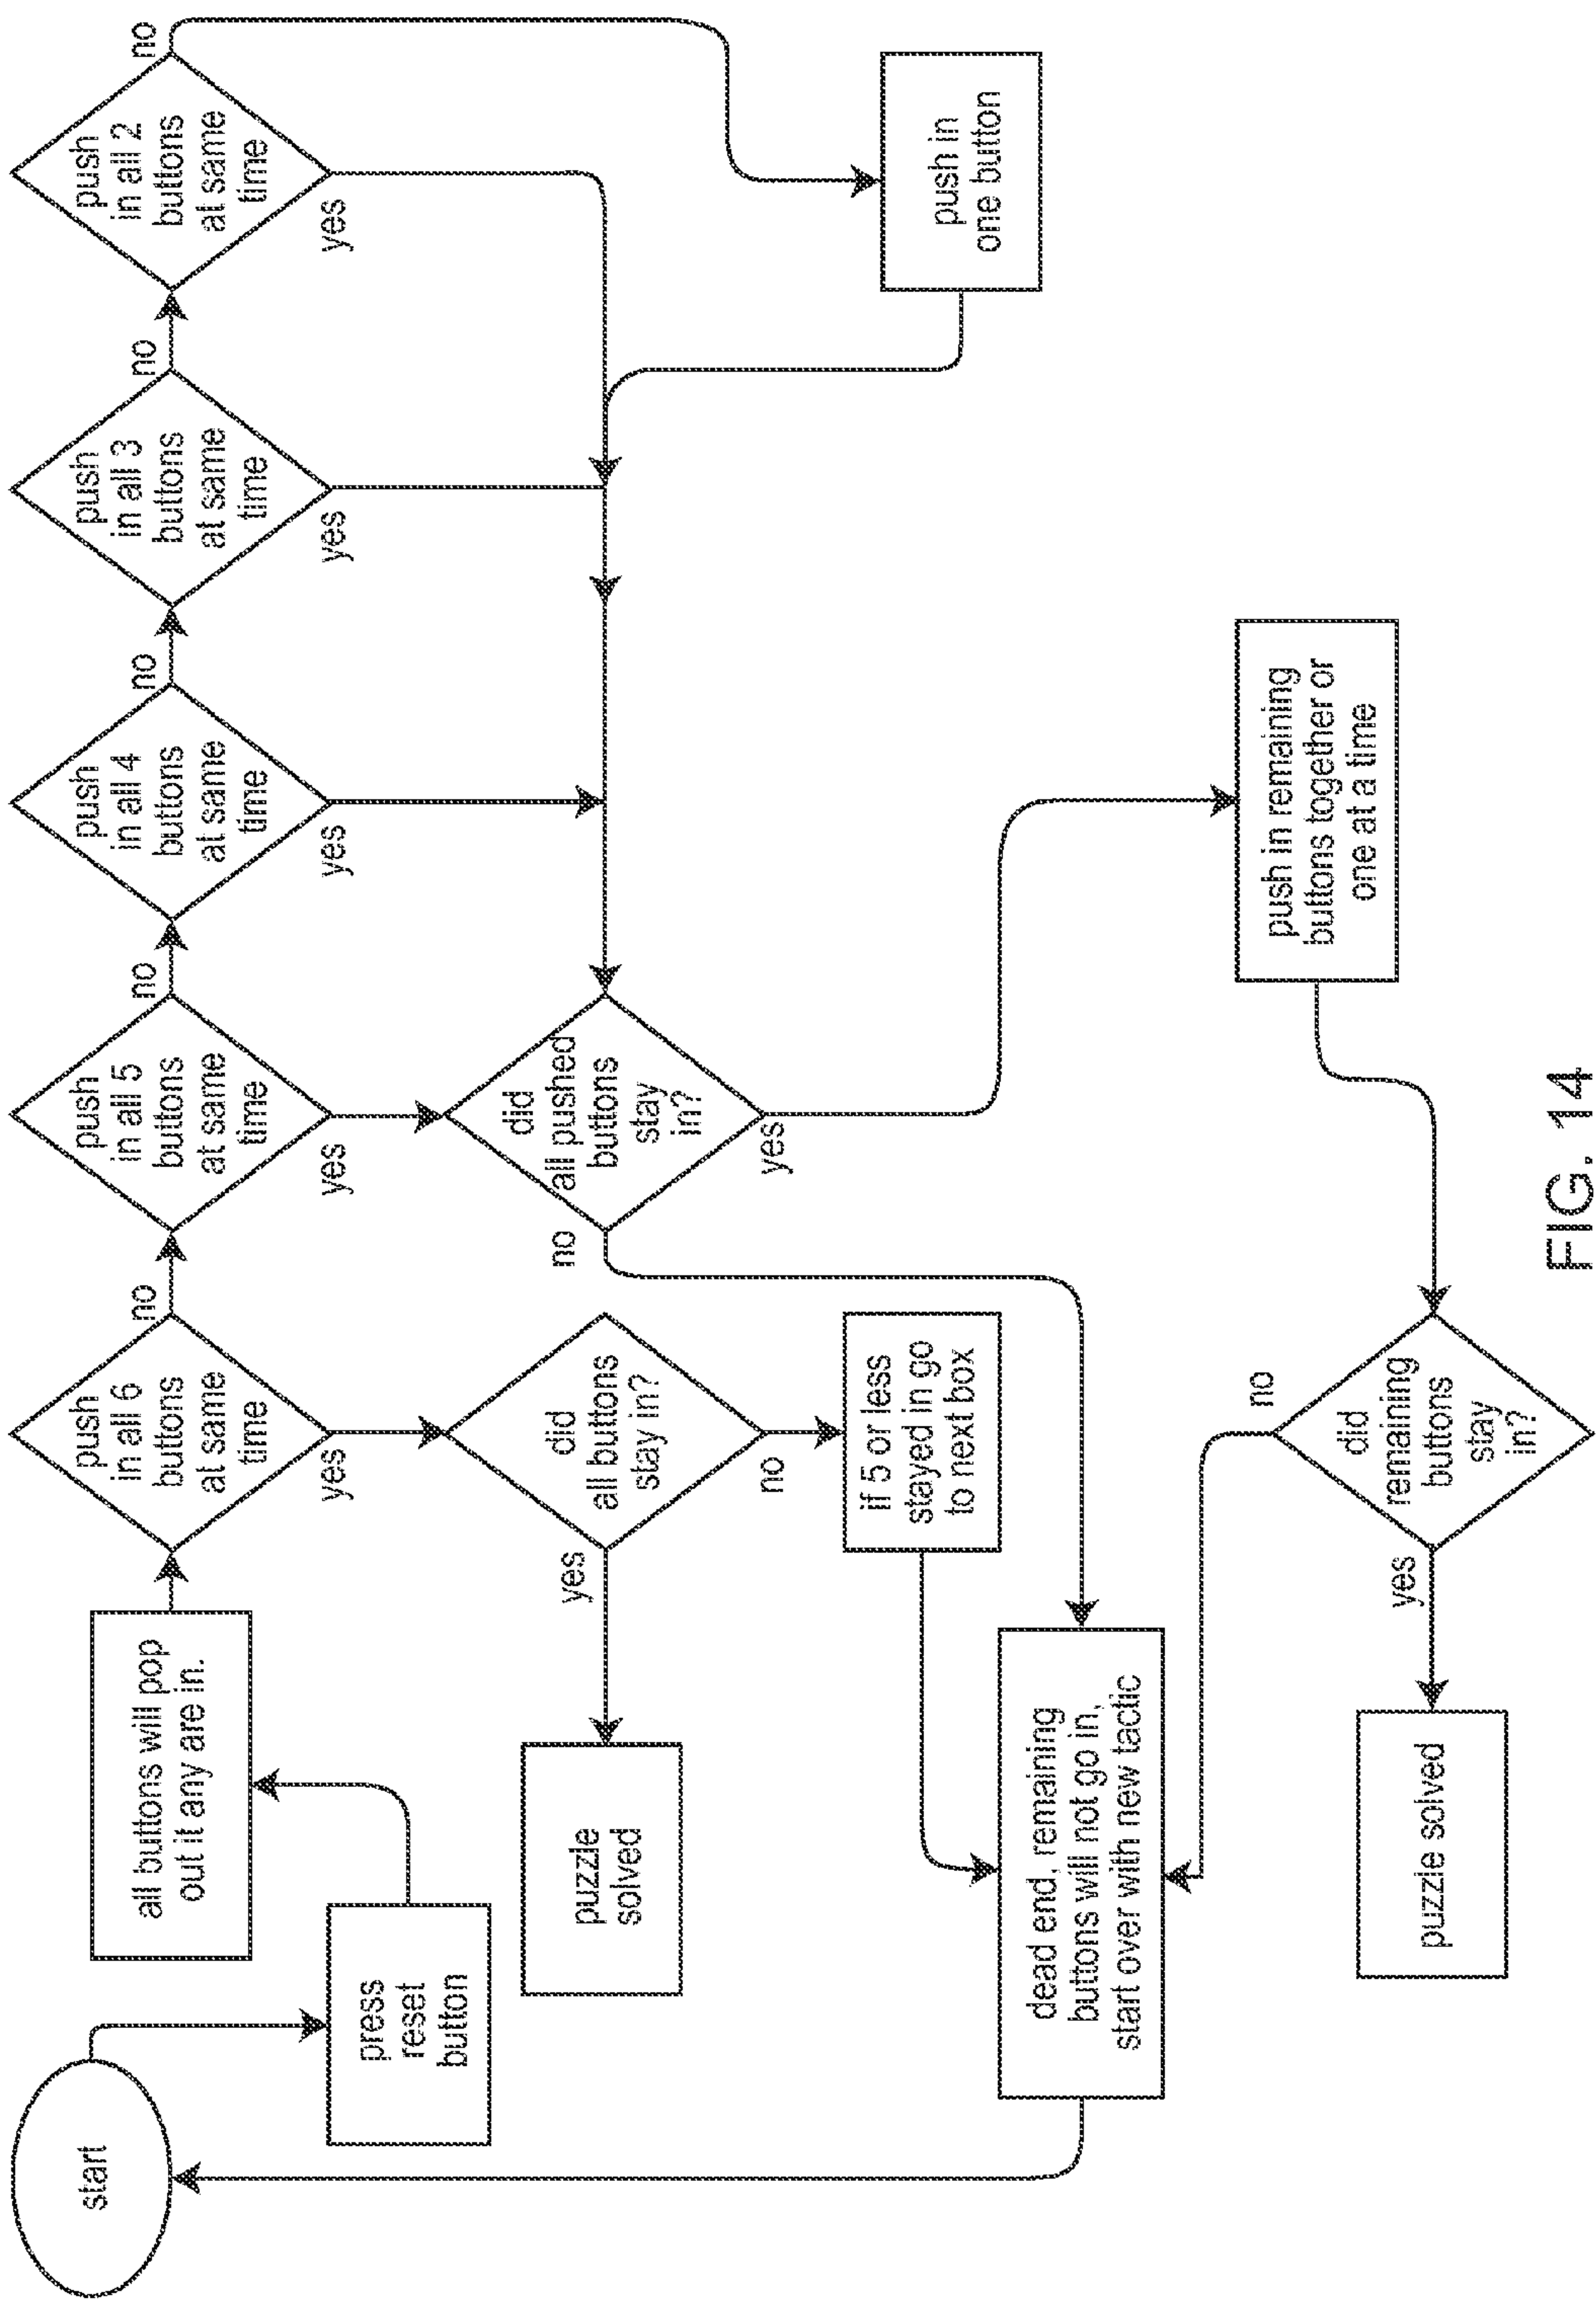 start
press
reset
button
all buttons will pop
out it any are in.
push
in all 6
buttons
at same
time
no
yes
push
in all 5
buttons
at same
time
no
yes
push
in all 4
buttons
at same
time
no
yes
push
in all 3
buttons
at same
time
no
yes
push
in all 2
buttons
at same
time
no
yes
push in
one button
did
all buttons
stay in?
yes
no
puzzle
solved
if 5 or less
stayed in go
to next box
did
all pushed
buttons
stay
in?
no
yes
dead end, remaining
buttons will not go in,
start over with new tactic
push in remaining
buttons together or
one at a time
did
remaining
buttons
stay
in?
no
yes
puzzle solved
FIG. 14